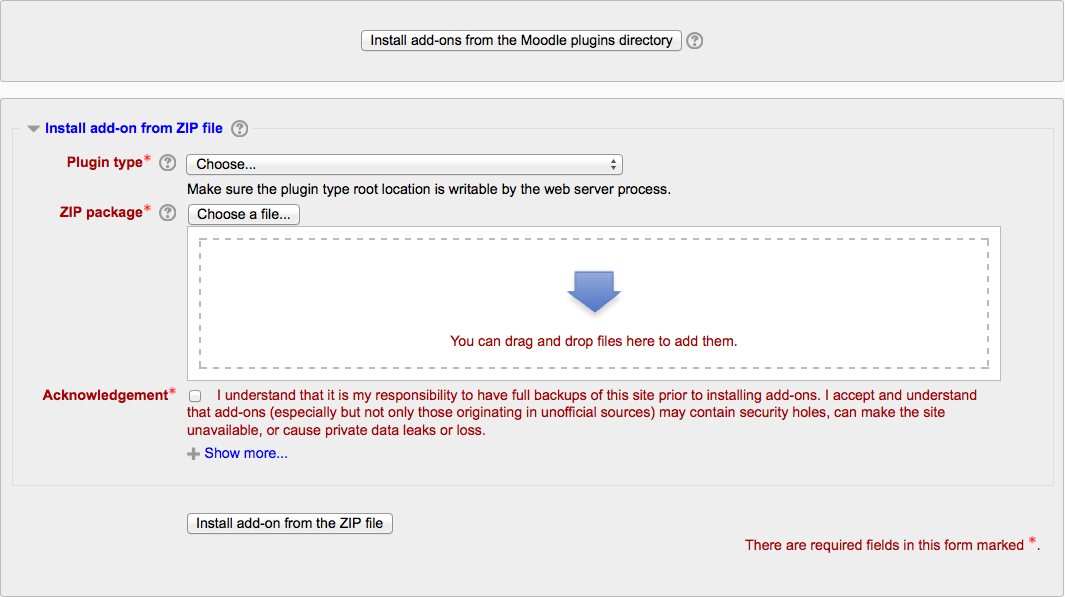 Install add-ons from the Moodle plugins directory
Install add-on from ZIP file
Plugin type*
Choose...
Make sure the plugin type root location is writable by the web server process.
ZIP package*
Choose a file...
You can drag and drop files here to add them.
Acknowledgement*
I understand that it is my responsibility to have full backups of this site prior to installing add-ons. I accept and understand
that add-ons (especially but not only those originating in unofficial sources) may contain security holes, can make the site
unavailable, or cause private data leaks or loss.
Show more...
Install add-on from the ZIP file
There are required fields in this form marked *.